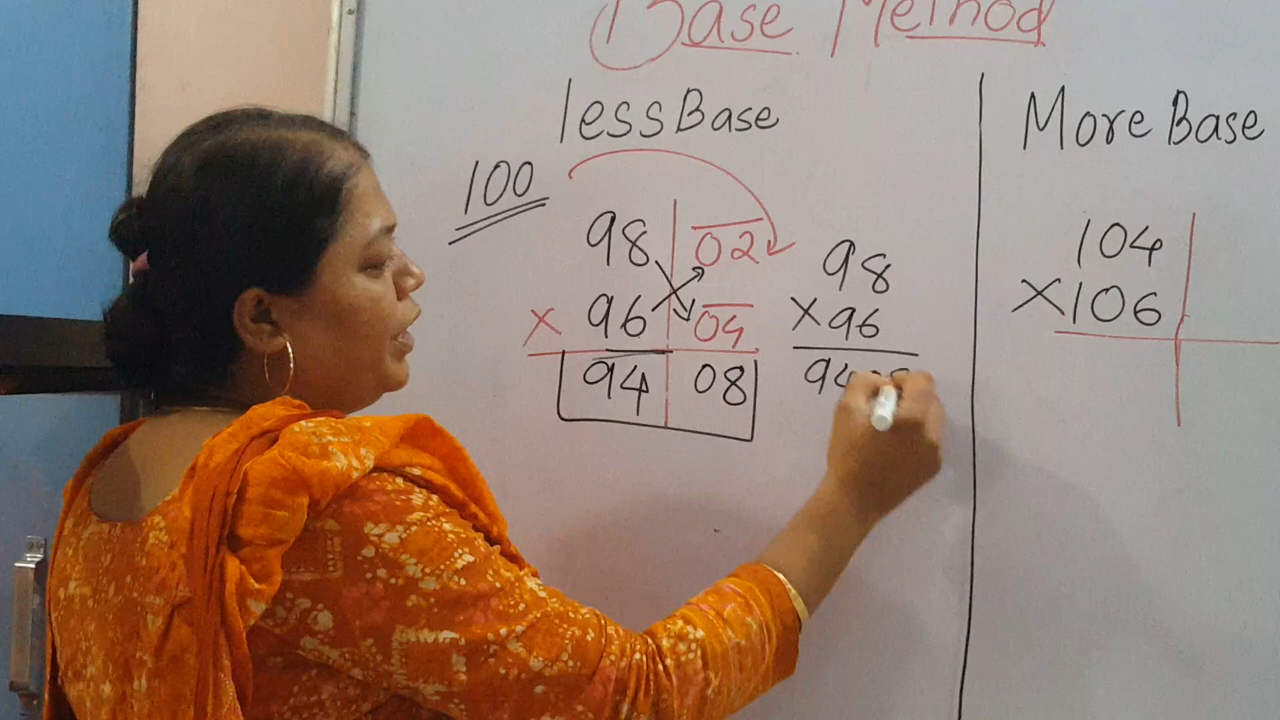 Base Method
less Base
100
98 | 02
× 96 | 04
94 | 08
98
× 96
More Base
104
× 106